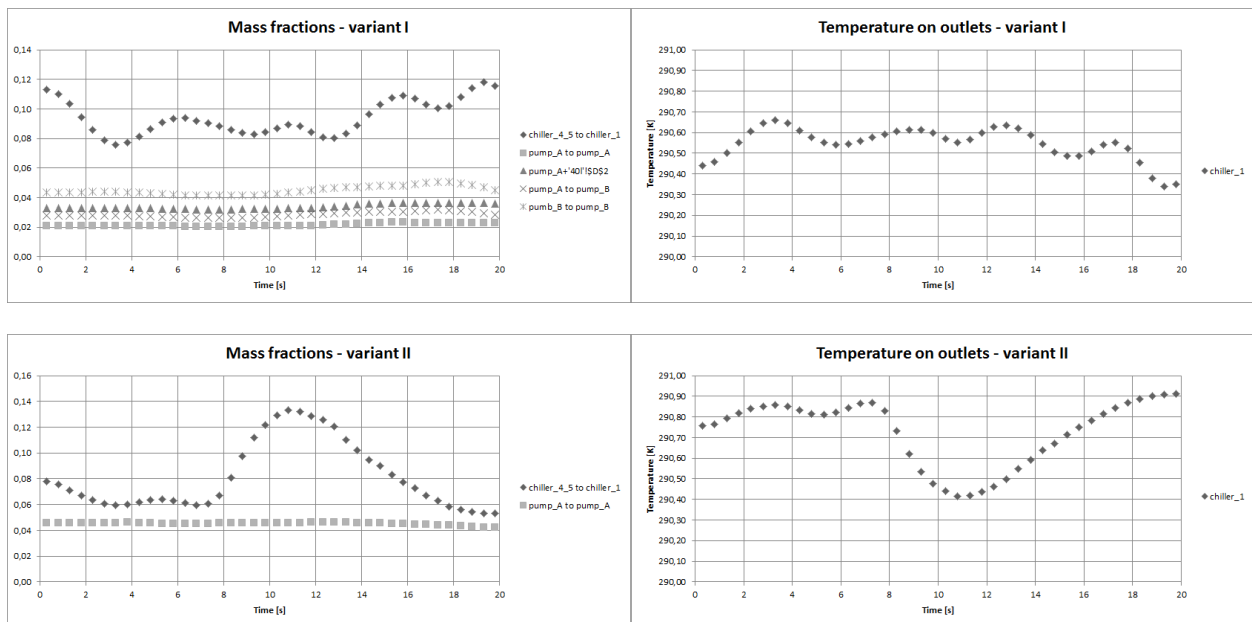 Mass fractions - variant I
0,14
0,12
0,10
0,08
0,06
0,04
0,02
0,00
0 2 4 6 8 10 12 14 16 18 20
Time [s]
chiller_4_5 to chiller_1
pump_A to pump_A
pump_A+'40l'!$D$2
pump_A to pump_B
pumb_B to pump_B
Temperature on outlets - variant I
Temperature [K]
291,00
290,90
290,80
290,70
290,60
290,50
290,40
290,30
290,20
290,10
290,00
0 2 4 6 8 10 12 14 16 18 20
Time [s]
chiller_1
Mass fractions - variant II
0,16
0,14
0,12
0,10
0,08
0,06
0,04
0,02
0,00
0 2 4 6 8 10 12 14 16 18 20
Time [s]
chiller_4_5 to chiller_1
pump_A to pump_A
Temperature on outlets - variant II
Temperature [K]
291,00
290,90
290,80
290,70
290,60
290,50
290,40
290,30
290,20
290,10
290,00
0 2 4 6 8 10 12 14 16 18 20
Time [s]
chiller_1